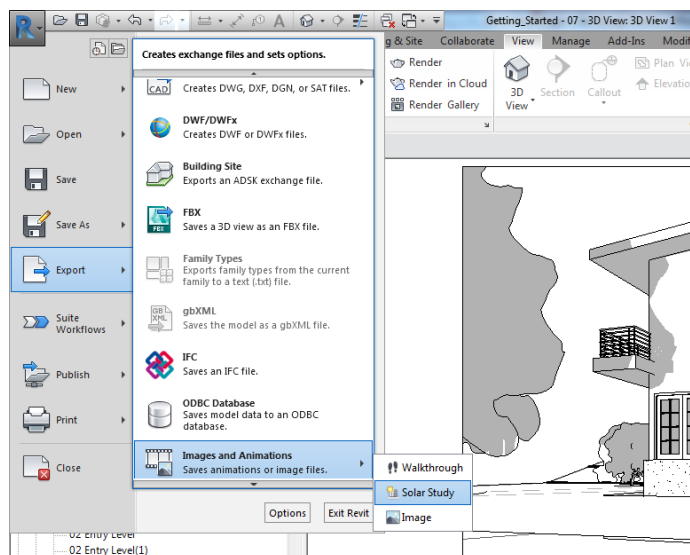 Getting_Started - 07 - 3D View: 3D View 1
g & Site Collaborate View Manage Add-Ins Modif
Render
Render in Cloud
Render Gallery
3D
View
Section
Callout
Plan Vi
Elevatio
New
Open
Save
Save As
Export
Suite
Workflows
Publish
Print
Close
Creates exchange files and sets options.
CAD
Creates DWG, DXF, DGN, or SAT files.
DWF/DWFx
Creates DWF or DWFx files.
Building Site
Exports an ADSK exchange file.
FBX
FBX
Saves a 3D view as an FBX file.
Family Types
Exports family types from the current
family to a text (.txt) file.
gbXML
Saves the model as a gbXML file.
IFC
Saves an IFC file.
ODBC Database
Saves model data to an ODBC
database.
Images and Animations
Saves animations or image files.
Walkthrough
Solar Study
Image
Options Exit Revit
02 Entry Level
02 Entry Level(1)